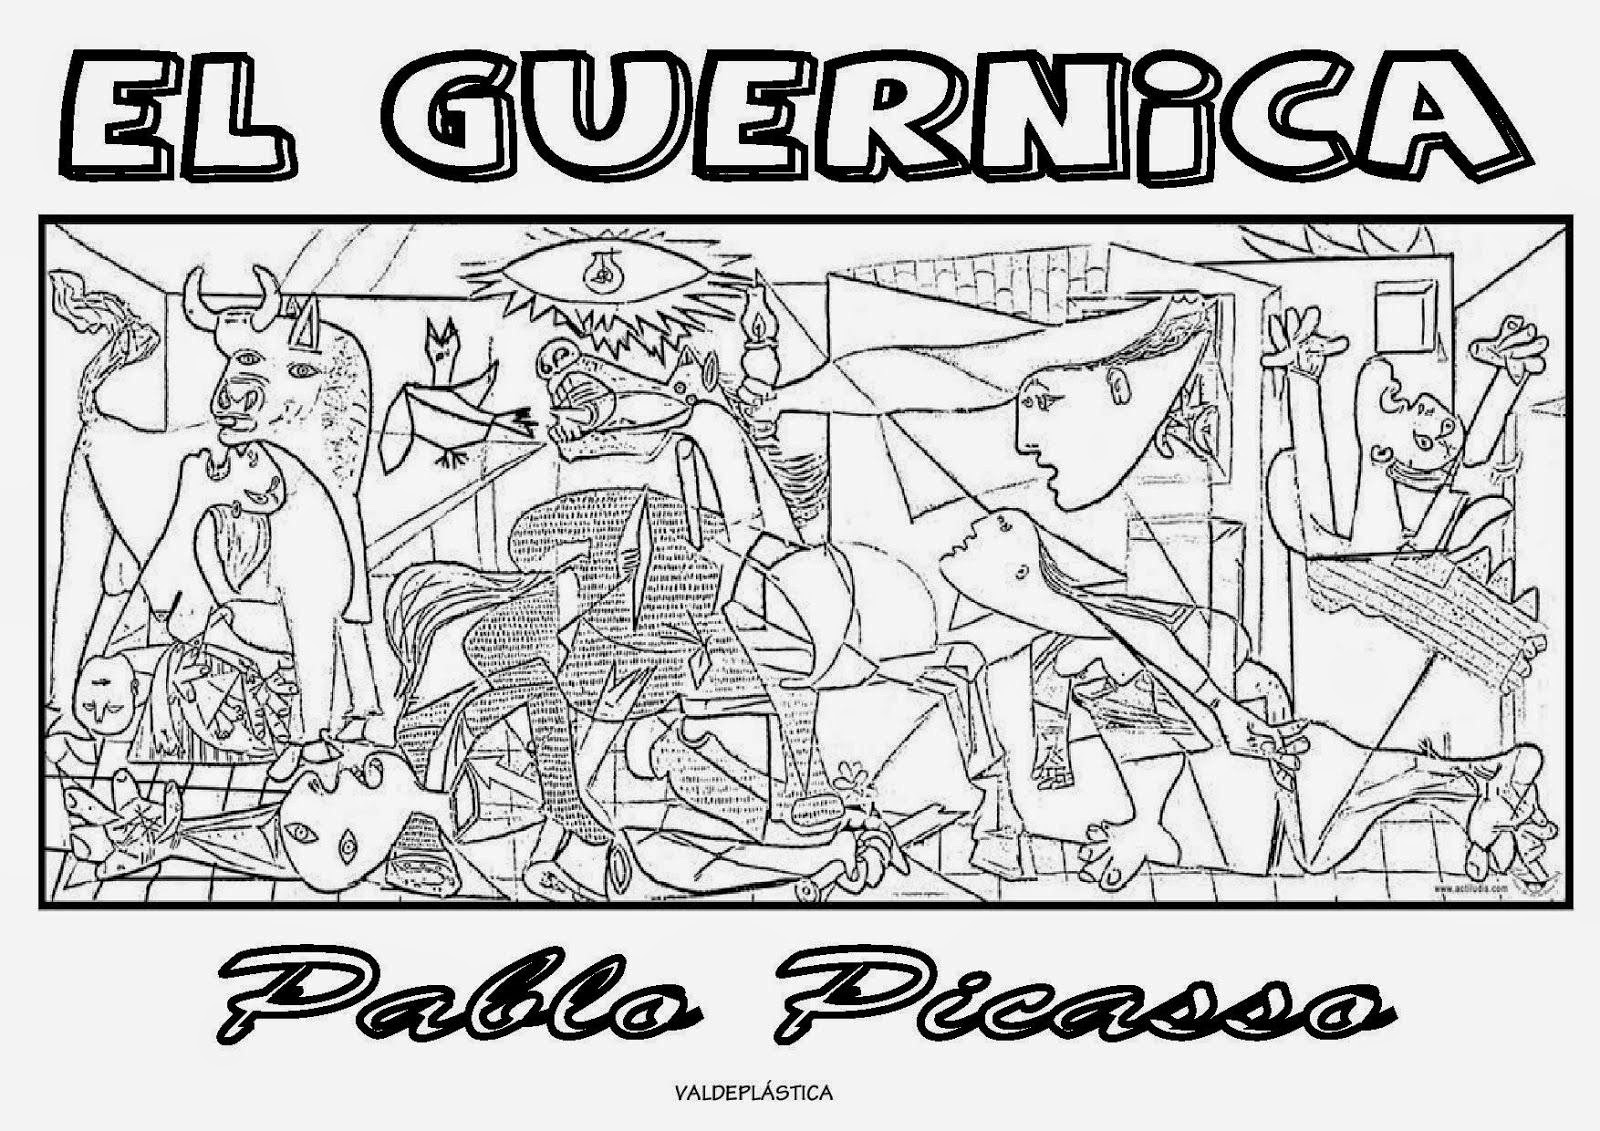 EL GUERNiCA
www.actiludis.com
Pablo Picasso
VALDEPLÁSTICA